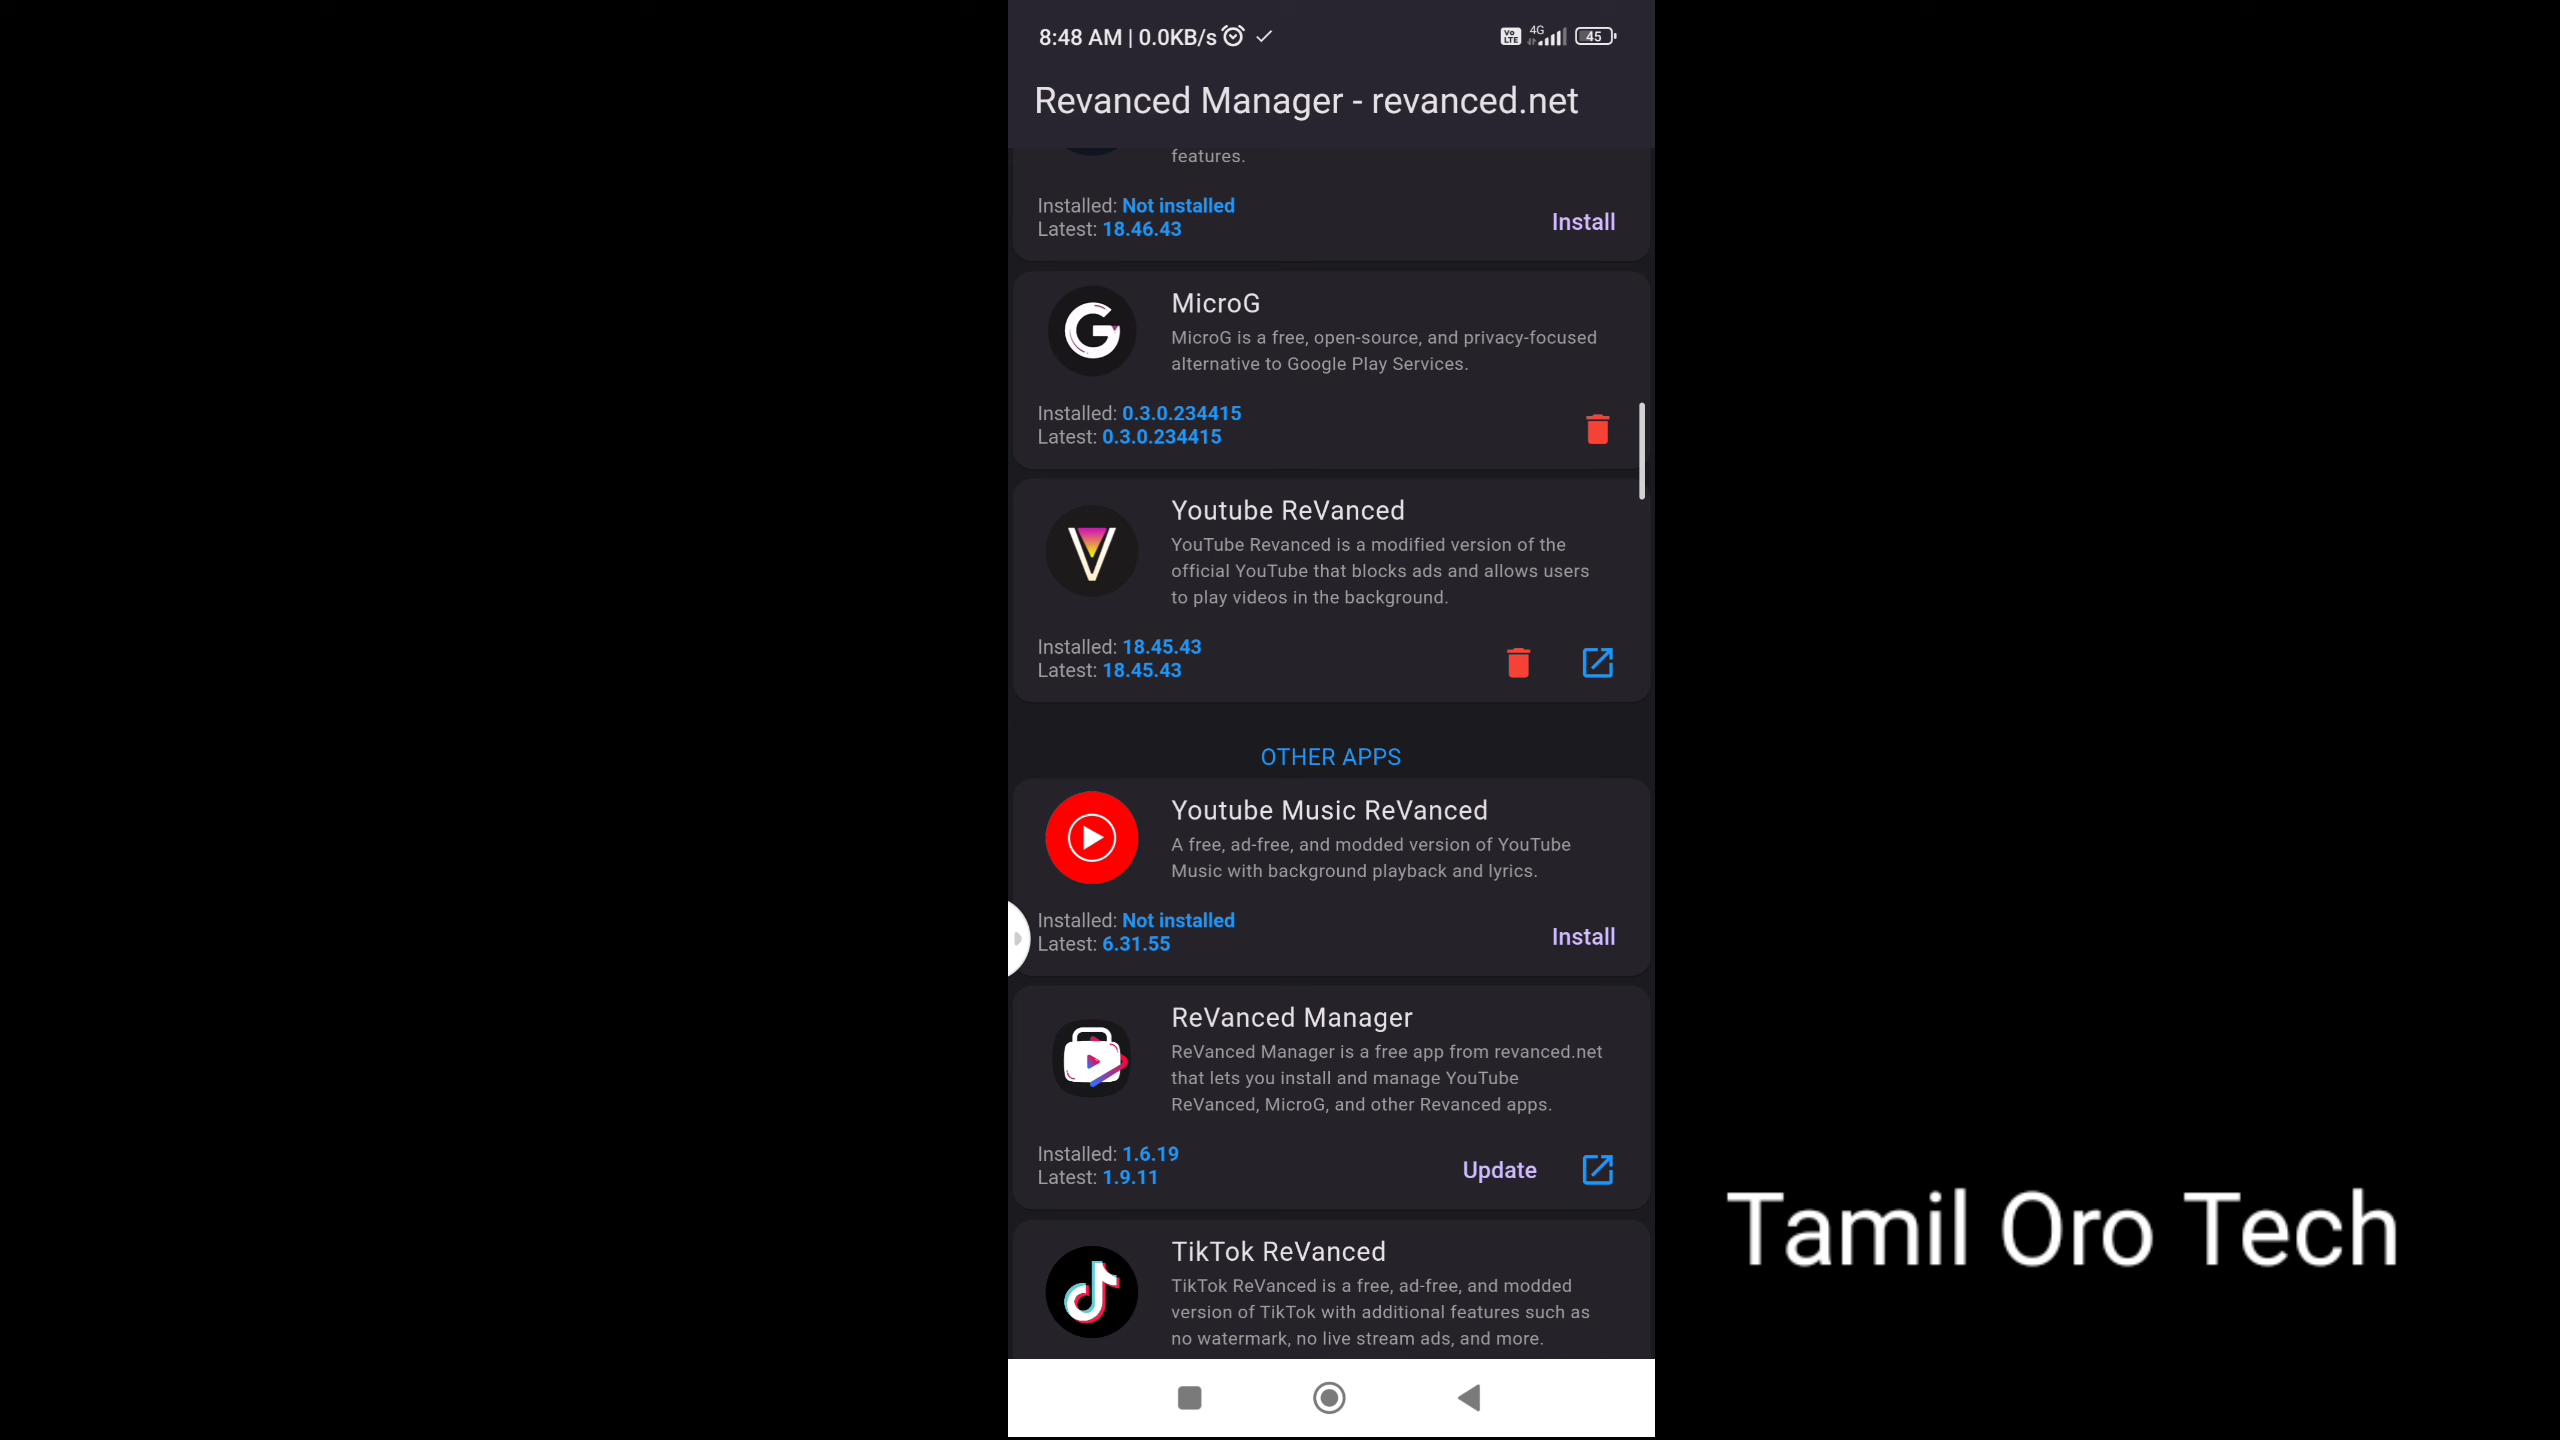 8:48 AM | 0.0KB/s
Vo LTE 4G 45
Revanced Manager - revanced.net
features.
Installed: Not installed
Latest: 18.46.43
Install
MicroG
MicroG is a free, open-source, and privacy-focused
alternative to Google Play Services.
Installed: 0.3.0.234415
Latest: 0.3.0.234415
Youtube ReVanced
YouTube Revanced is a modified version of the
official YouTube that blocks ads and allows users
to play videos in the background.
Installed: 18.45.43
Latest: 18.45.43
OTHER APPS
Youtube Music ReVanced
A free, ad-free, and modded version of YouTube
Music with background playback and lyrics.
Installed: Not installed
Latest: 6.31.55
Install
ReVanced Manager
ReVanced Manager is a free app from revanced.net
that lets you install and manage YouTube
ReVanced, MicroG, and other Revanced apps.
Installed: 1.6.19
Latest: 1.9.11
Update
TikTok ReVanced
TikTok ReVanced is a free, ad-free, and modded
version of TikTok with additional features such as
no watermark, no live stream ads, and more.
Tamil Oro Tech